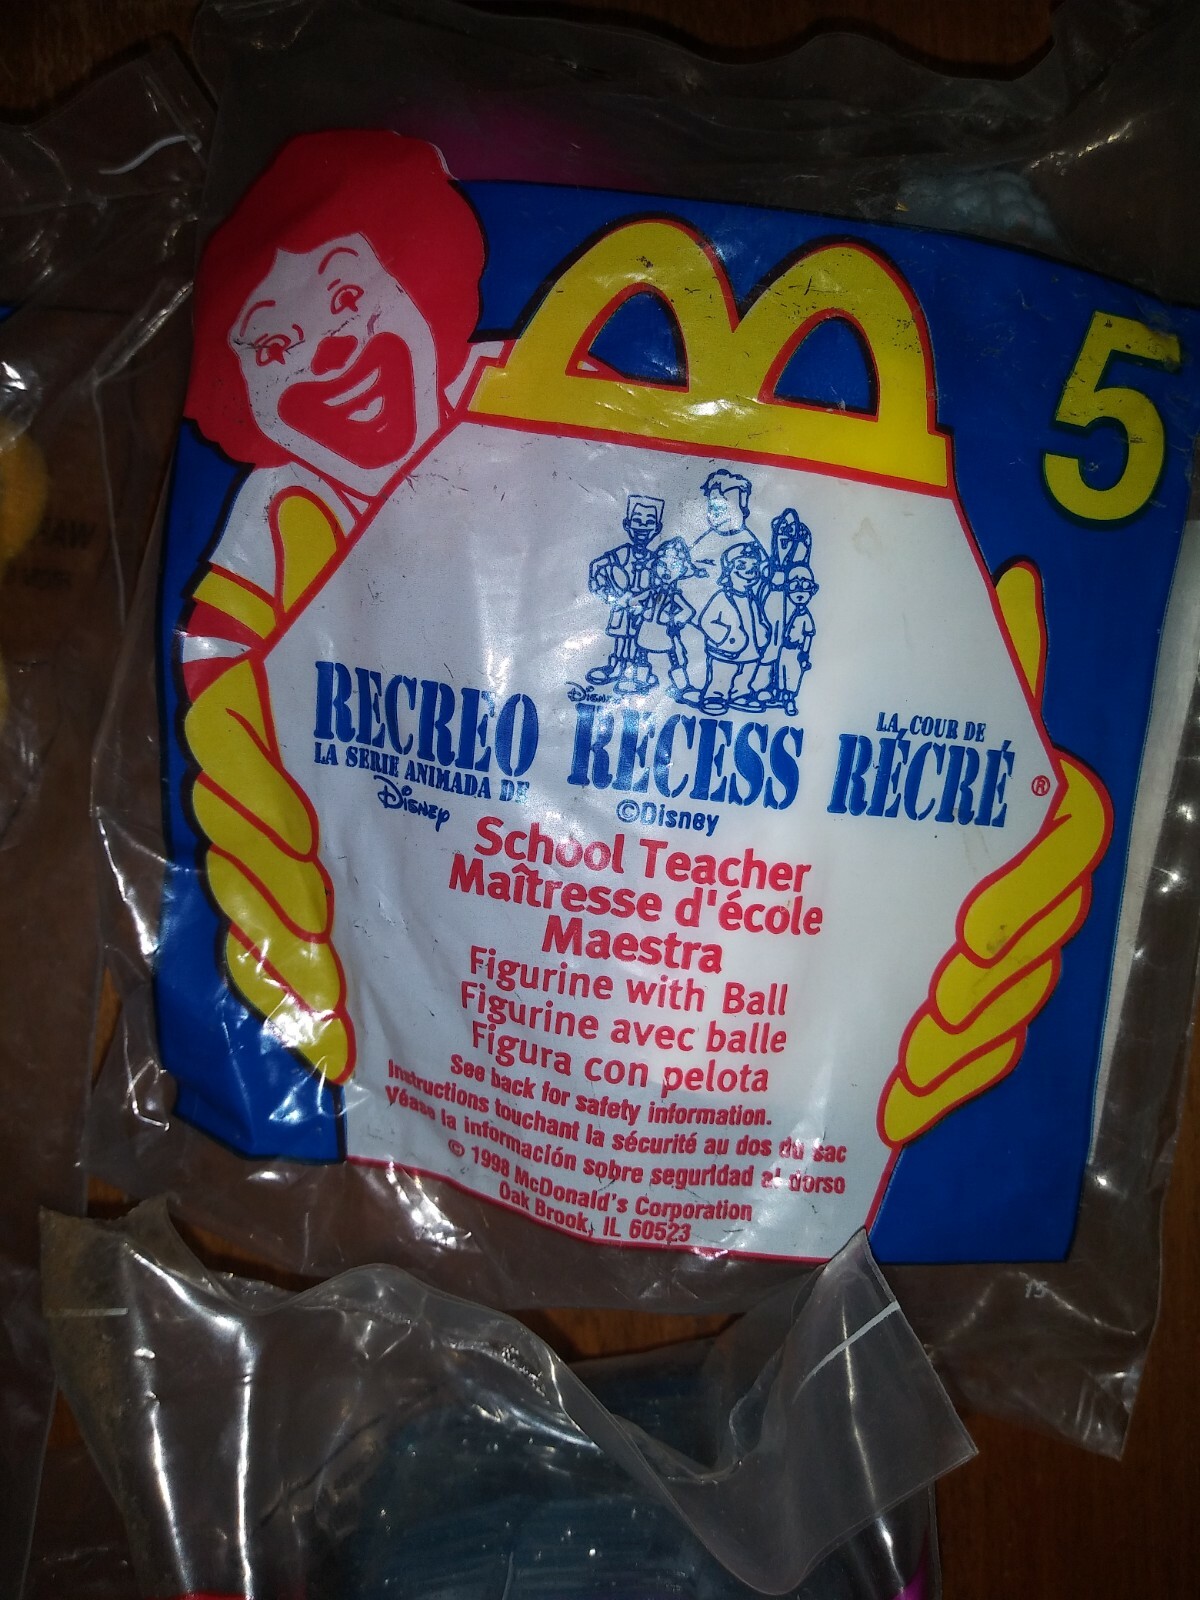 5
RECREO
LA SERIE ANIMADA DE
Disney
Disney
RECESS
©Disney
LA COUR DE
RÉCRÉ®
School Teacher
Maîtresse d'école
Maestra
Figurine with Ball
Figurine avec balle
Figura con pelota
See back for safety information.
Instructions touchant la sécurité au dos du sac
Véase la información sobre seguridad al dorso
© 1998 McDonald's Corporation
Oak Brook, IL 60523